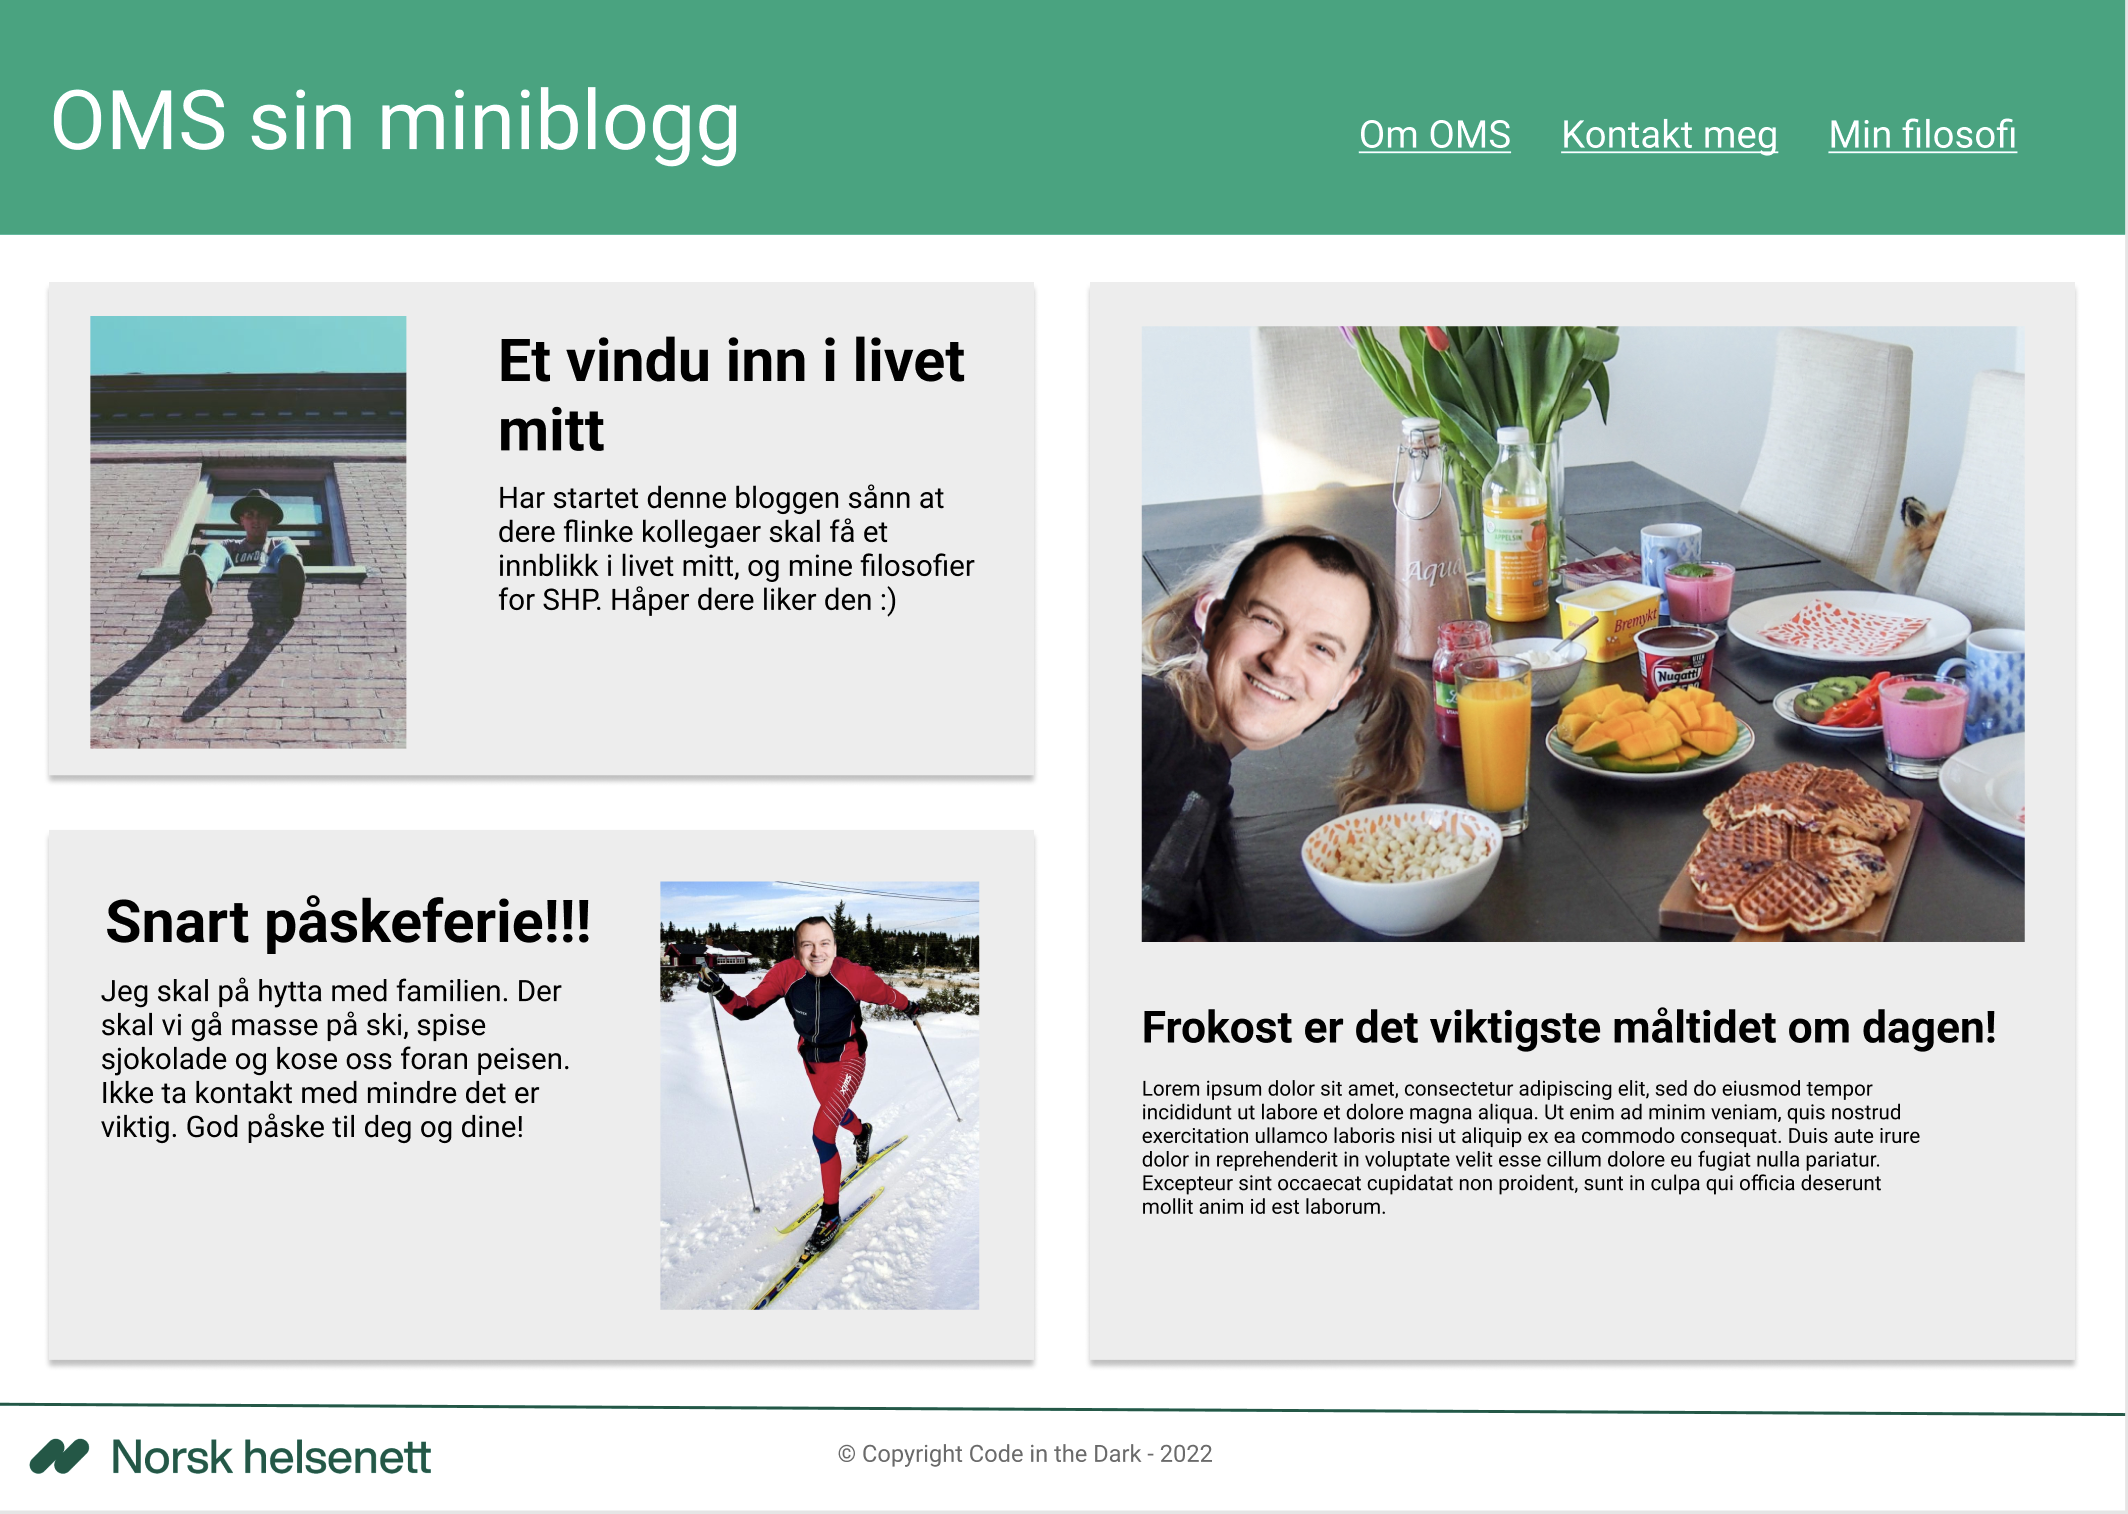 OMS sin miniblogg
Om OMS Kontakt meg Min filosofi
Et vindu inn i livet
mitt
Har startet denne bloggen sånn at
dere flinke kollegaer skal få et
innblikk i livet mitt, og mine filosofier
for SHP. Håper dere liker den :)
Snart påskeferie!!!
Jeg skal på hytta med familien. Der
skal vi gå masse på ski, spise
sjokolade og kose oss foran peisen.
Ikke ta kontakt med mindre det er
viktig. God påske til deg og dine!
Aqua
APPELSIN
Bremykt
Nugatti
Frokost er det viktigste måltidet om dagen!
Lorem ipsum dolor sit amet, consectetur adipiscing elit, sed do eiusmod tempor
incididunt ut labore et dolore magna aliqua. Ut enim ad minim veniam, quis nostrud
exercitation ullamco laboris nisi ut aliquip ex ea commodo consequat. Duis aute irure
dolor in reprehenderit in voluptate velit esse cillum dolore eu fugiat nulla pariatur.
Excepteur sint occaecat cupidatat non proident, sunt in culpa qui officia deserunt
mollit anim id est laborum.
Norsk helsenett
© Copyright Code in the Dark - 2022